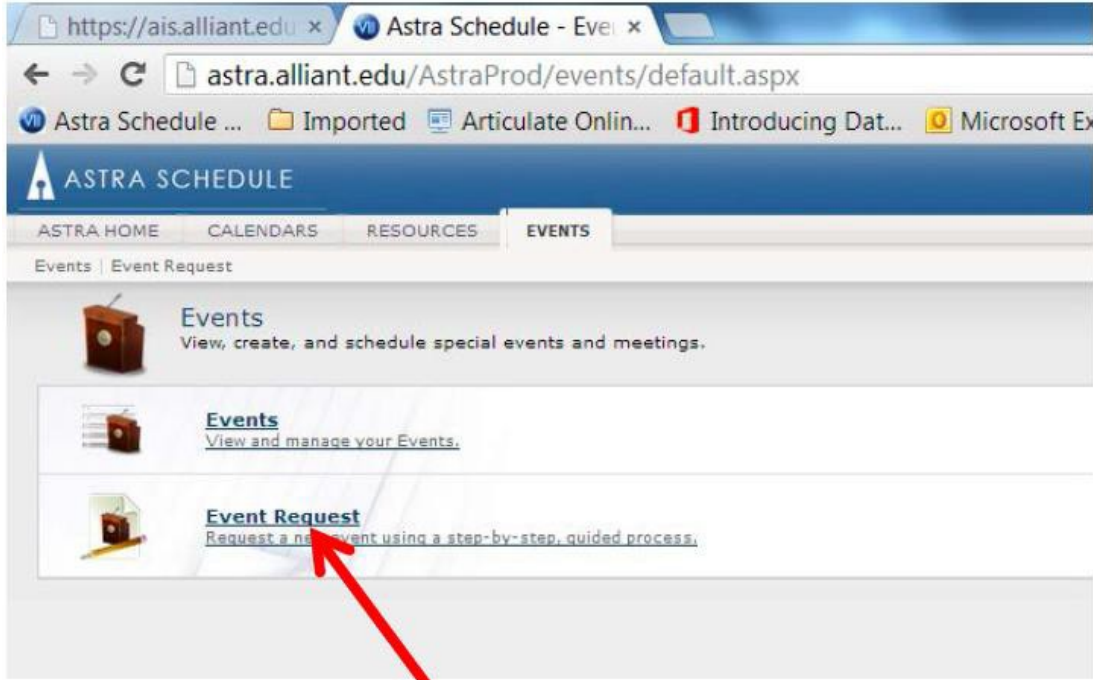 https://ais.alliant.edu
Astra Schedule - Eve
astra.alliant.edu/AstraProd/events/default.aspx
Astra Schedule ... Imported Articulate Onlin... Introducing Dat... Microsoft Ex
ASTRA SCHEDULE
ASTRA HOME CALENDARS RESOURCES EVENTS
Events | Event Request
Events
View, create, and schedule special events and meetings.
Events
View and manage your Events.
Event Request
Request a new event using a step-by-step, guided process.